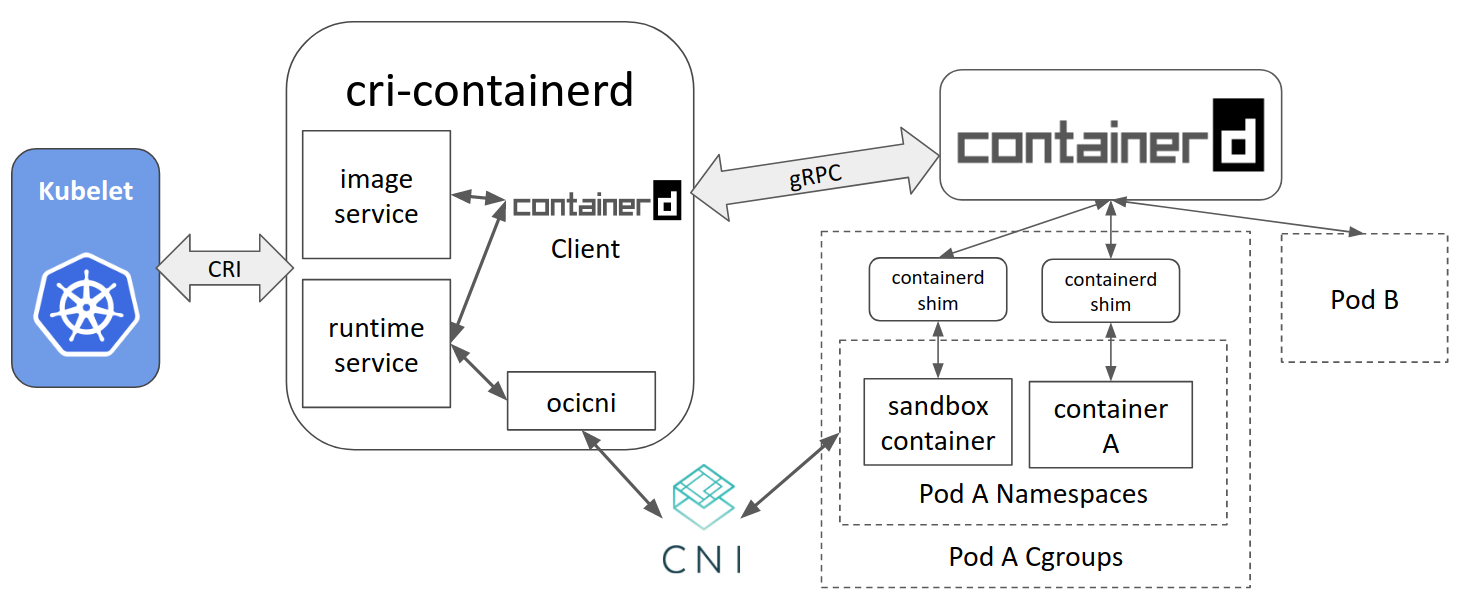 cri-containerd
Kubelet
CRI
image
service
runtime
service
containerd
Client
ocicni
gRPC
containerd
containerd
shim
containerd
shim
Pod B
sandbox
container
container
A
Pod A Namespaces
Pod A Cgroups
CNI